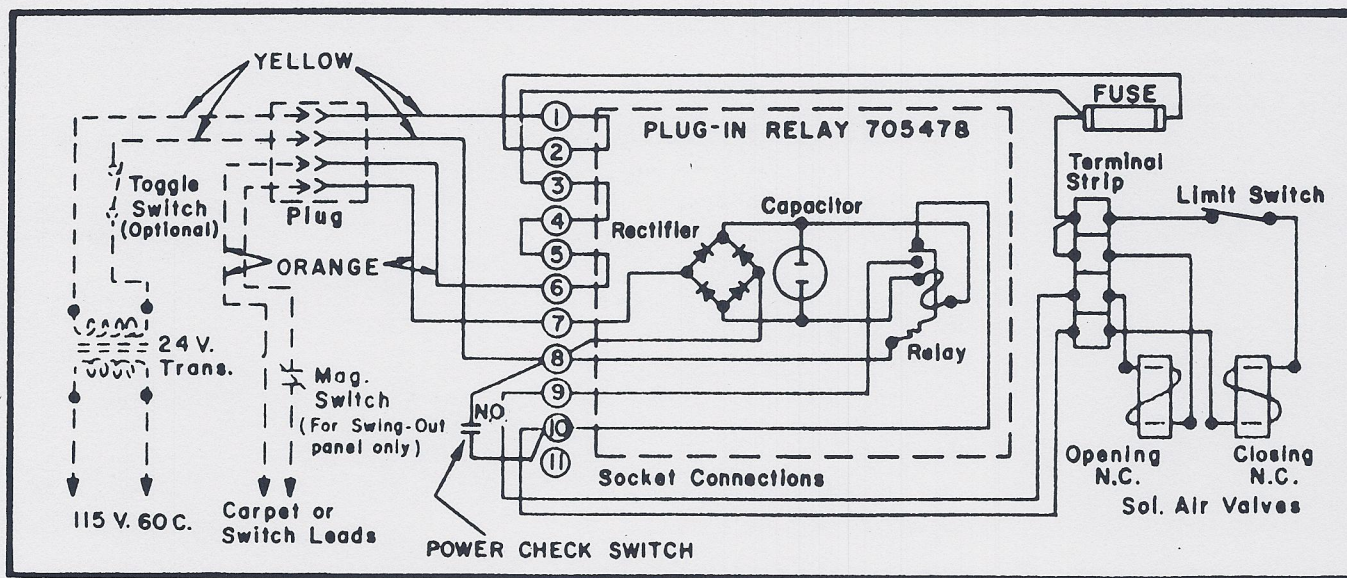 YELLOW
FUSE
PLUG-IN RELAY 705478
1
2
3
4
5
6
7
8
9
10
11
Terminal
Strip
Limit Switch
Toggle
Switch
(Optional)
Plug
Rectifier
Capacitor
ORANGE
24 V.
Trans.
Relay
Mag.
Switch
(For Swing-Out
panel only)
N.O.
Opening
N.C.
Closing
N.C.
Sol. Air Valves
Socket Connections
115 V. 60 C.
Carpet or
Switch Leads
POWER CHECK SWITCH